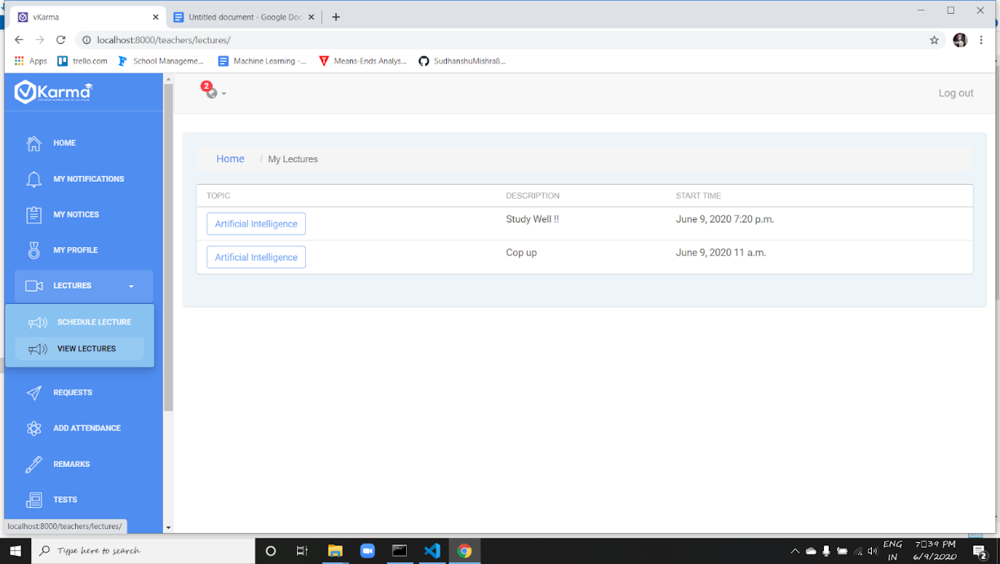 vKarma
Untitled document - Google Doc
localhost:8000/teachers/lectures/
Apps
trello.com
School Manageme...
Machine Learning -...
Means-Ends Analys...
SudhanshuMishra8...
VKarma
2
Log out
HOME
MY NOTIFICATIONS
MY NOTICES
MY PROFILE
LECTURES
SCHEDULE LECTURE
VIEW LECTURES
REQUESTS
ADD ATTENDANCE
REMARKS
TESTS
Home / My Lectures
TOPIC DESCRIPTION START TIME
Artificial Intelligence Study Well !! June 9, 2020 7:20 p.m.
Artificial Intelligence Cop up June 9, 2020 11 a.m.
localhost:8000/teachers/lectures/
Type here to search
ENG
IN
7□39 PM
6/9/2020
2